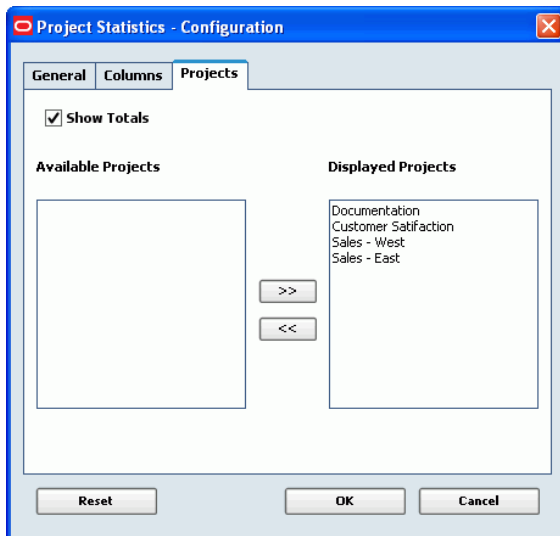 Project Statistics - Configuration
General Columns Projects
Show Totals
Available Projects Displayed Projects
Documentation
Customer Satifaction
Sales - West
Sales - East
>>
<<
Reset OK Cancel